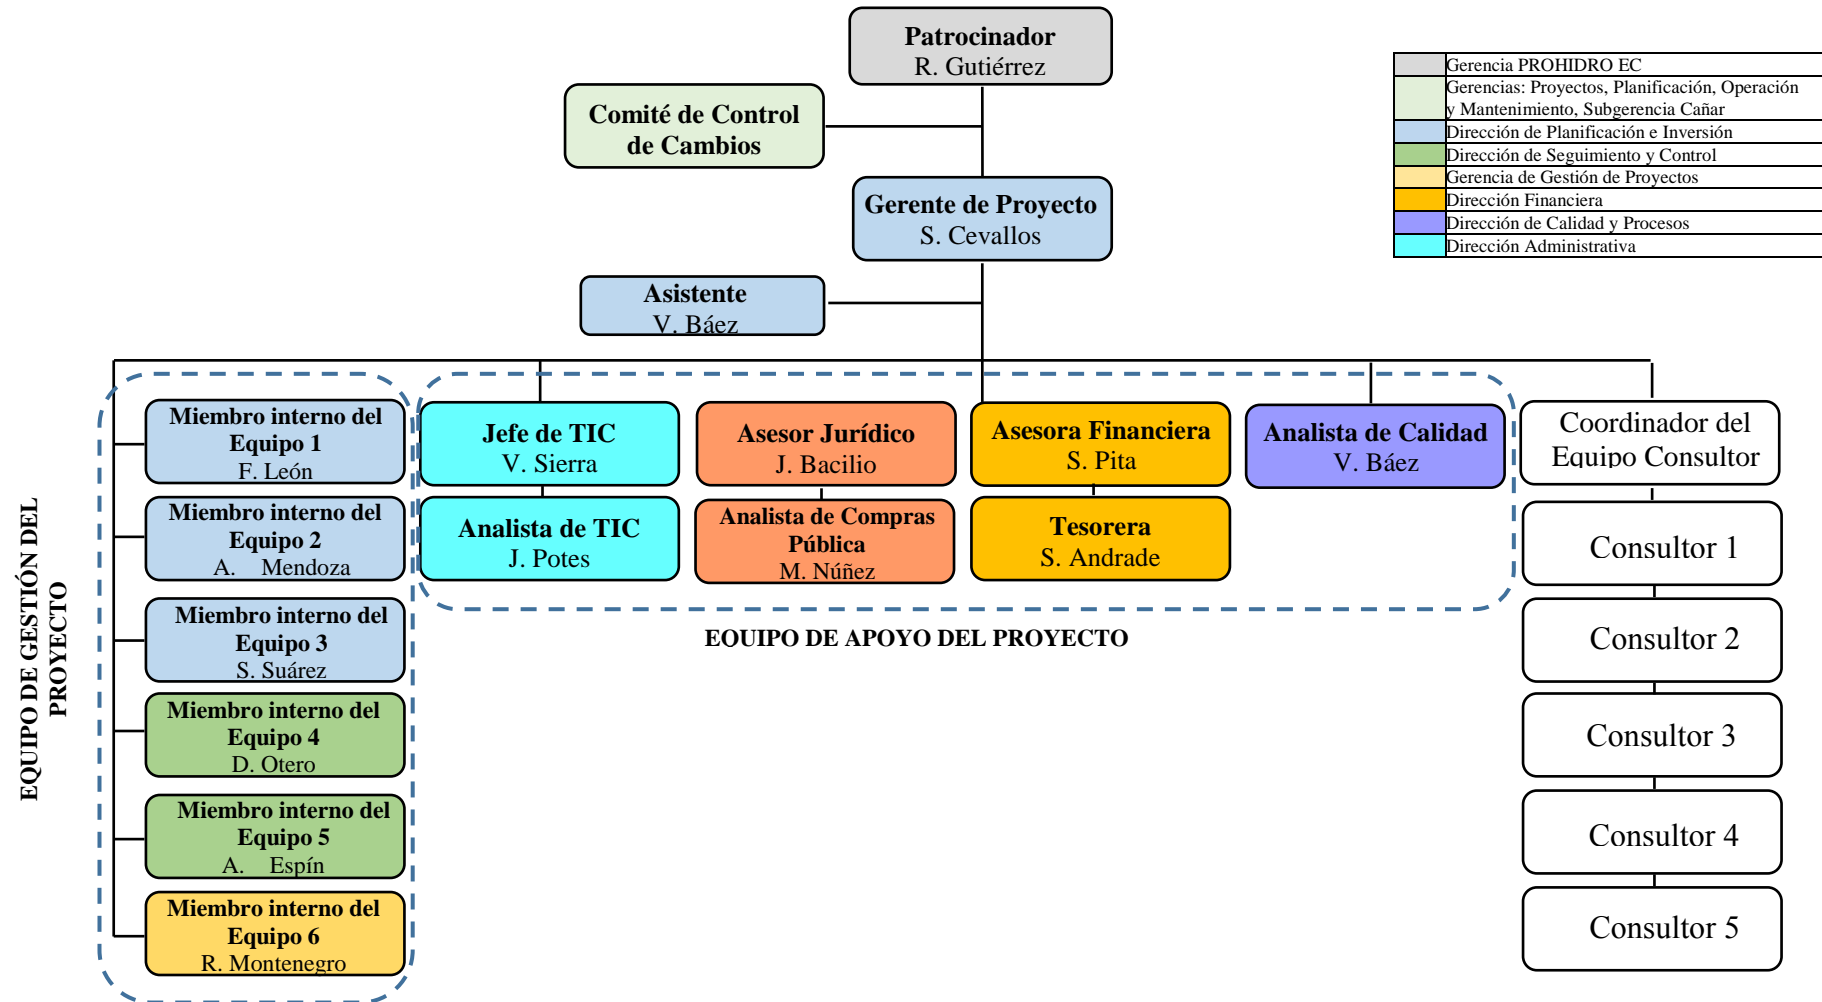 Patrocinador
R. Gutiérrez
Comité de Control
de Cambios
Gerente de Proyecto
S. Cevallos
Asistente
V. Báez
Gerencia PROHIDRO EC
Gerencias: Proyectos, Planificación, Operación
y Mantenimiento, Subgerencia Cañar
Dirección de Planificación e Inversión
Dirección de Seguimiento y Control
Gerencia de Gestión de Proyectos
Dirección Financiera
Dirección de Calidad y Procesos
Dirección Administrativa
EQUIPO DE GESTIÓN DEL
PROYECTO
Miembro interno del
Equipo 1
F. León
Miembro interno del
Equipo 2
A. Mendoza
Miembro interno del
Equipo 3
S. Suárez
Miembro interno del
Equipo 4
D. Otero
Miembro interno del
Equipo 5
A. Espín
Miembro interno del
Equipo 6
R. Montenegro
Jefe de TIC
V. Sierra
Analista de TIC
J. Potes
Asesor Jurídico
J. Bacilio
Analista de Compras
Pública
M. Núñez
Asesora Financiera
S. Pita
Tesorera
S. Andrade
Analista de Calidad
V. Báez
EQUIPO DE APOYO DEL PROYECTO
Coordinador del
Equipo Consultor
Consultor 1
Consultor 2
Consultor 3
Consultor 4
Consultor 5